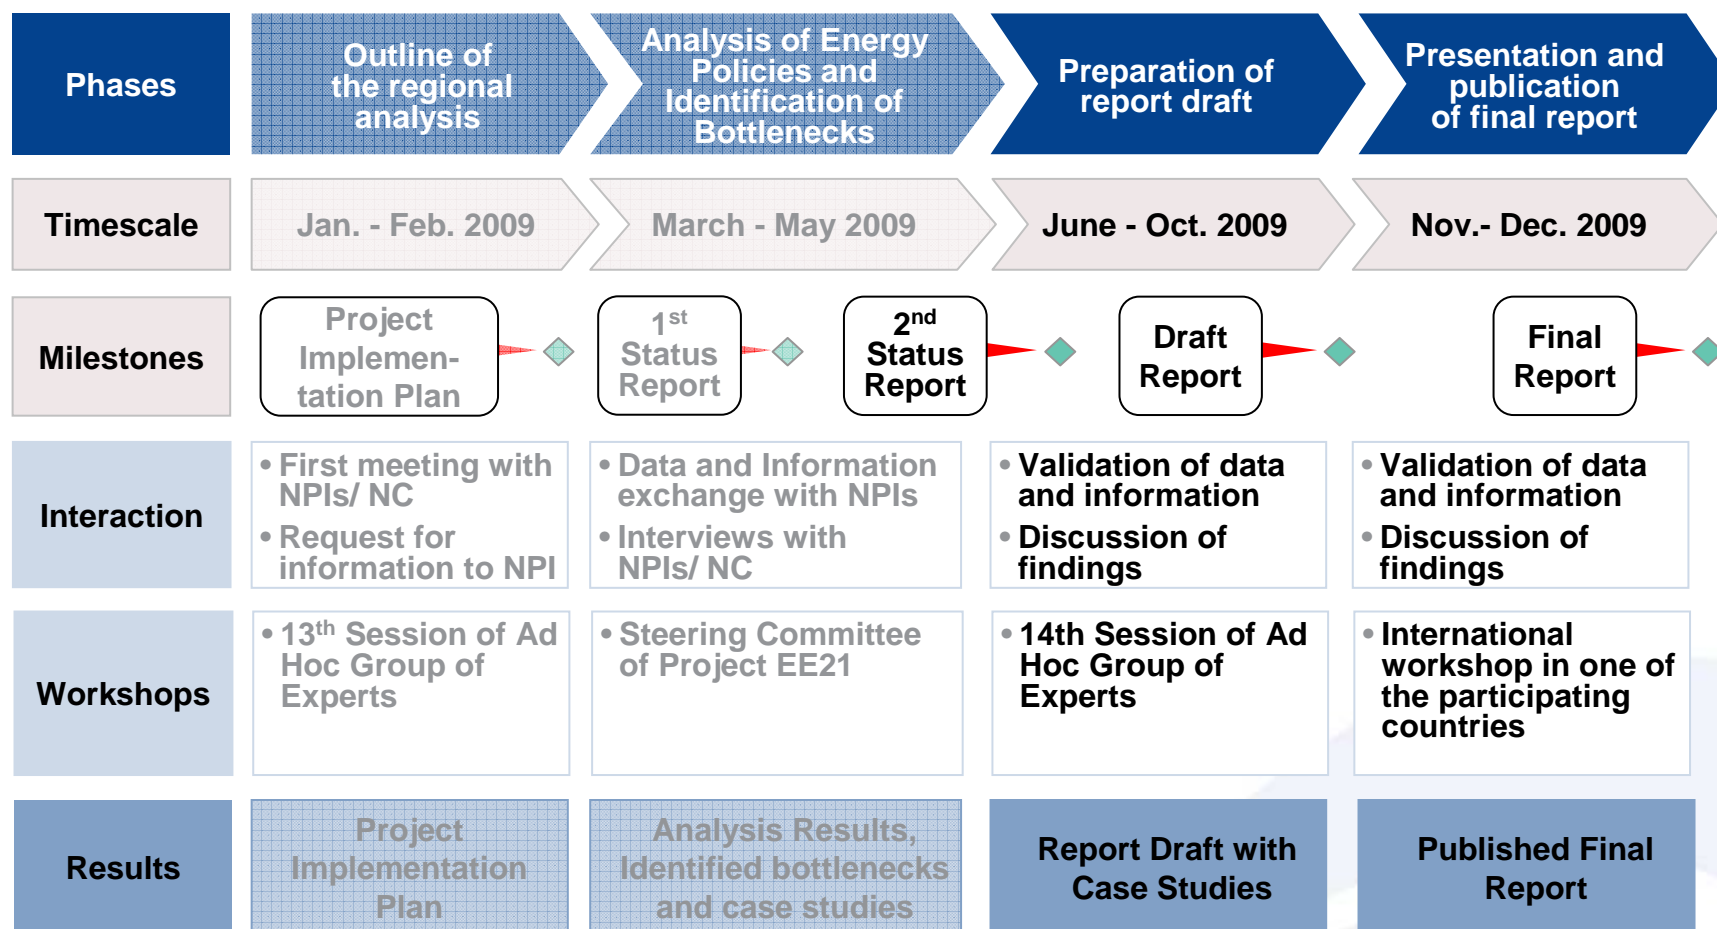 Phases
Outline of
the regional
analysis
Analysis of Energy
Policies and
Identification of
Bottlenecks
Preparation of
report draft
Presentation and
publication
of final report
Timescale
Jan. - Feb. 2009
March - May 2009
June - Oct. 2009
Nov.- Dec. 2009
Milestones
Project
Implemen-
tation Plan
1st
Status
Report
2nd
Status
Report
Draft
Report
Final
Report
Interaction
• First meeting with
NPIs/ NC
• Request for
information to NPI
• Data and Information
exchange with NPIs
• Interviews with
NPIs/ NC
• Validation of data
and information
• Discussion of
findings
• Validation of data
and information
• Discussion of
findings
Workshops
• 13th Session of Ad
Hoc Group of
Experts
• Steering Committee
of Project EE21
• 14th Session of Ad
Hoc Group of
Experts
• International
workshop in one of
the participating
countries
Results
Project
Implementation
Plan
Analysis Results,
Identified bottlenecks
and case studies
Report Draft with
Case Studies
Published Final
Report